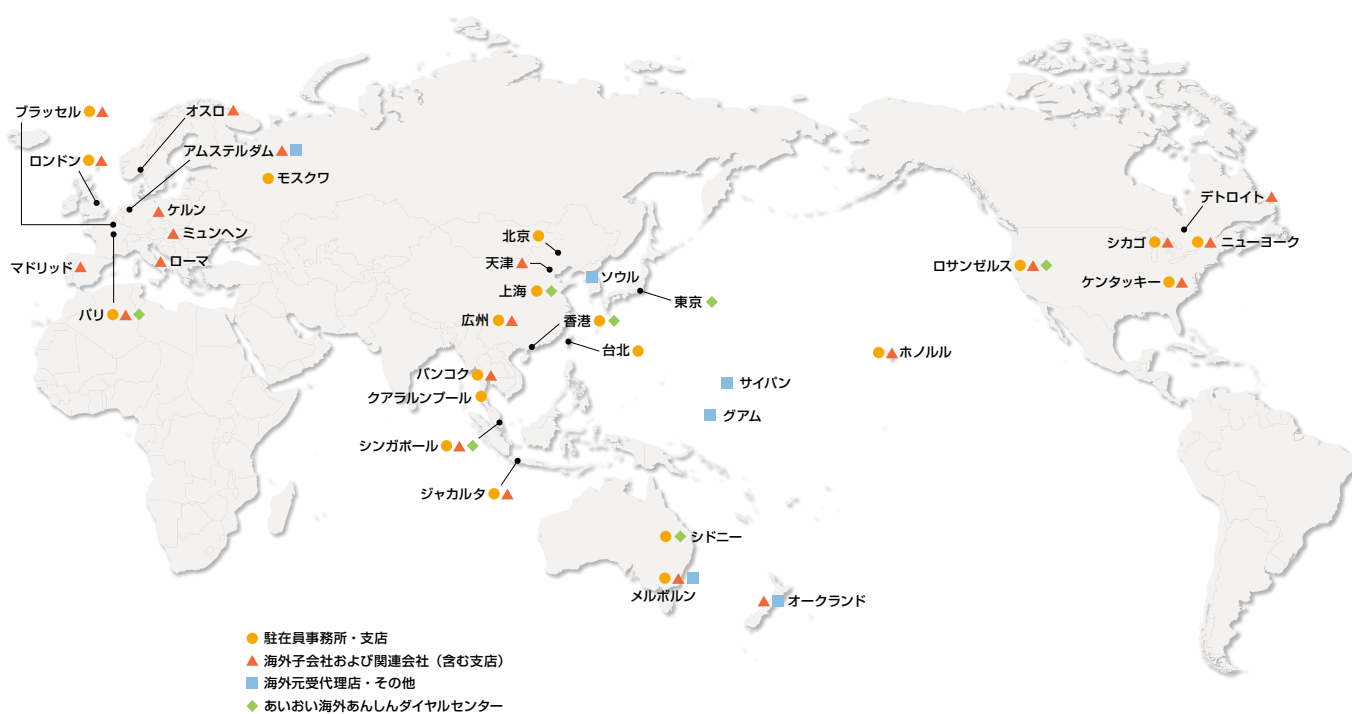 ブラッセル
オスロ
ロンドン
アムステルダム
モスクワ
ケルン
ミュンヘン
マドリッド
ローマ
パリ
北京
天津
ソウル
上海
東京
広州
香港
台北
バンコク
クアラルンプール
シンガポール
ジャカルタ
サイパン
グアム
シドニー
メルボルン
オークランド
デトロイト
シカゴ
ニューヨーク
ロサンゼルス
ケンタッキー
ホノルル
駐在員事務所・支店
海外子会社および関連会社（含む支店）
海外元受代理店・その他
あいおい海外あんしんダイヤルセンター